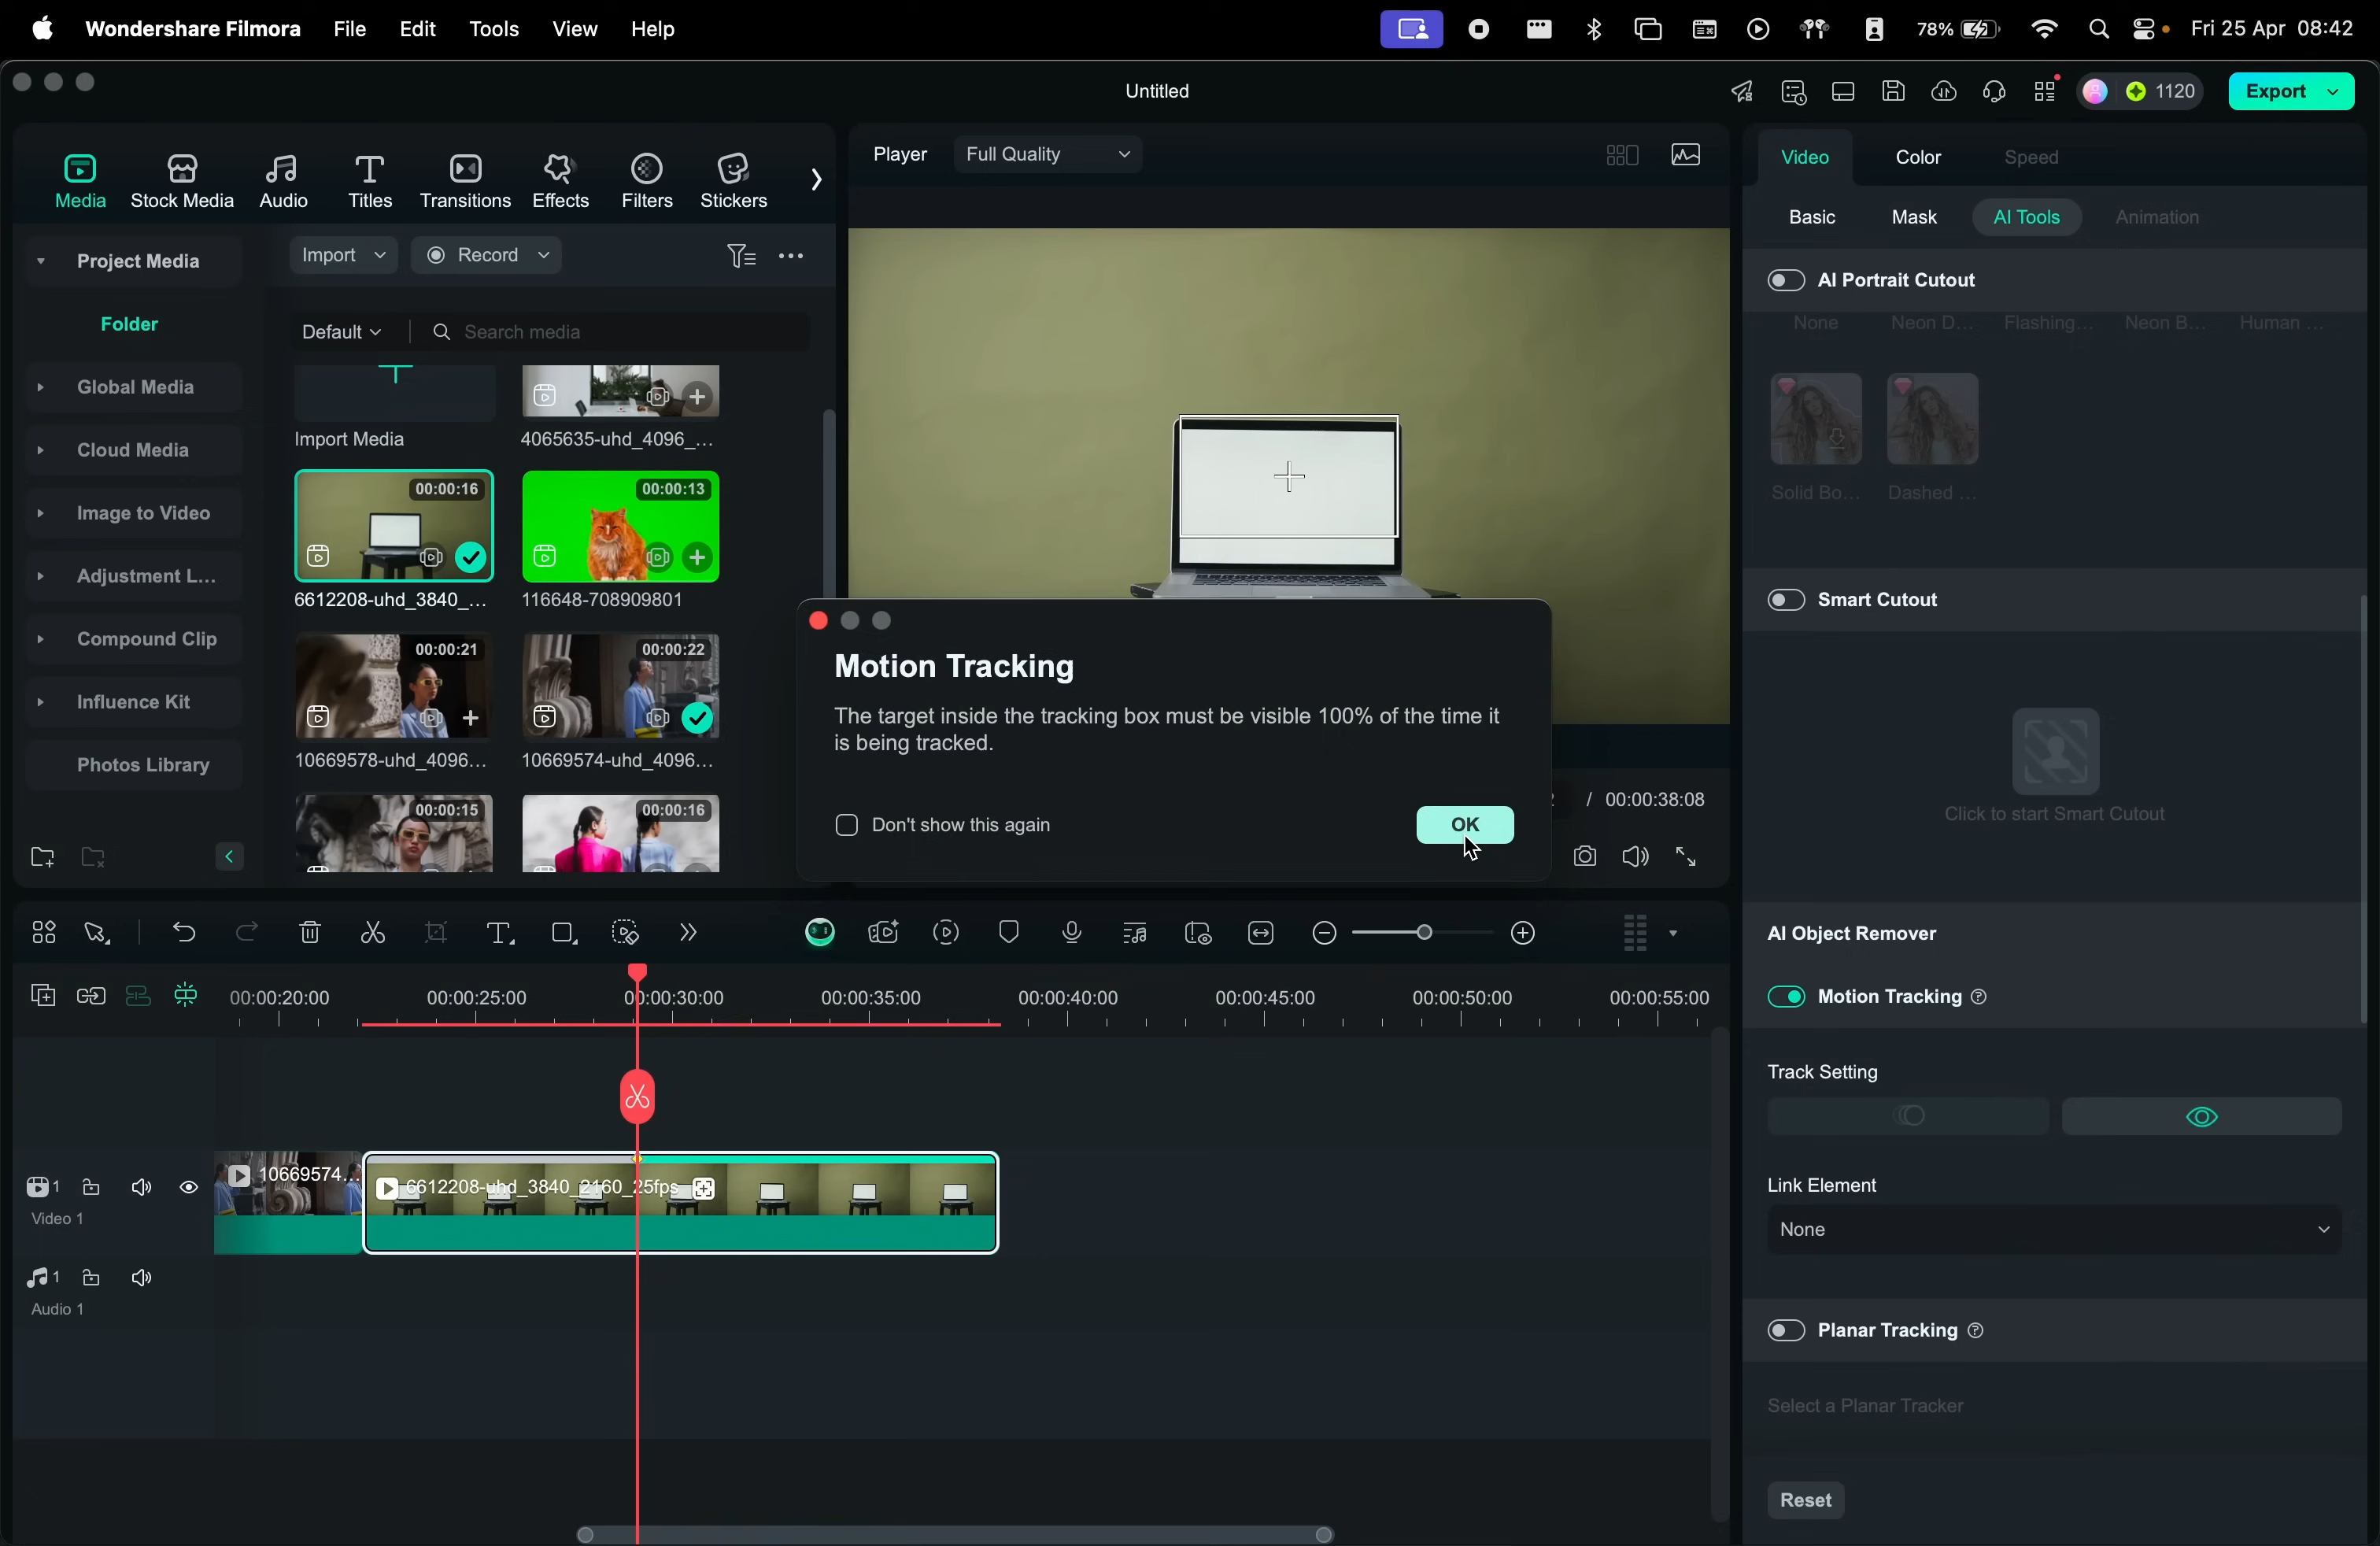 Wondershare Filmora File Edit Tools View Help 78% Fri 25 Apr 08:42
Untitled
1120
Export
Media
Stock Media
Audio
Titles
Transitions
Effects
Filters
Stickers
Import
Record
Default
Search media
Project Media
Folder
Global Media
Cloud Media
Image to Video
Adjustment L...
Compound Clip
Influence Kit
Photos Library
Import Media
4065635-uhd_4096_...
00:00:16
6612208-uhd_3840_...
00:00:13
116648-708909801
00:00:21
10669578-uhd_4096...
00:00:22
10669574-uhd_4096...
00:00:15
00:00:16
Player
Full Quality
Motion Tracking
The target inside the tracking box must be visible 100% of the time it
is being tracked.
Don't show this again
OK
/ 00:00:38:08
Video
Color
Speed
Basic
Mask
AI Tools
Animation
AI Portrait Cutout
None
Neon D...
Flashing...
Neon B...
Human ...
Solid Bo...
Dashed ...
Smart Cutout
Click to start Smart Cutout
AI Object Remover
Motion Tracking
Track Setting
Link Element
None
Planar Tracking
Select a Planar Tracker
Reset
00:00:20:00
00:00:25:00
00:00:30:00
00:00:35:00
00:00:40:00
00:00:45:00
00:00:50:00
00:00:55:00
10669574...
6612208-uhd_3840_2160_25fps
1
Video 1
1
Audio 1